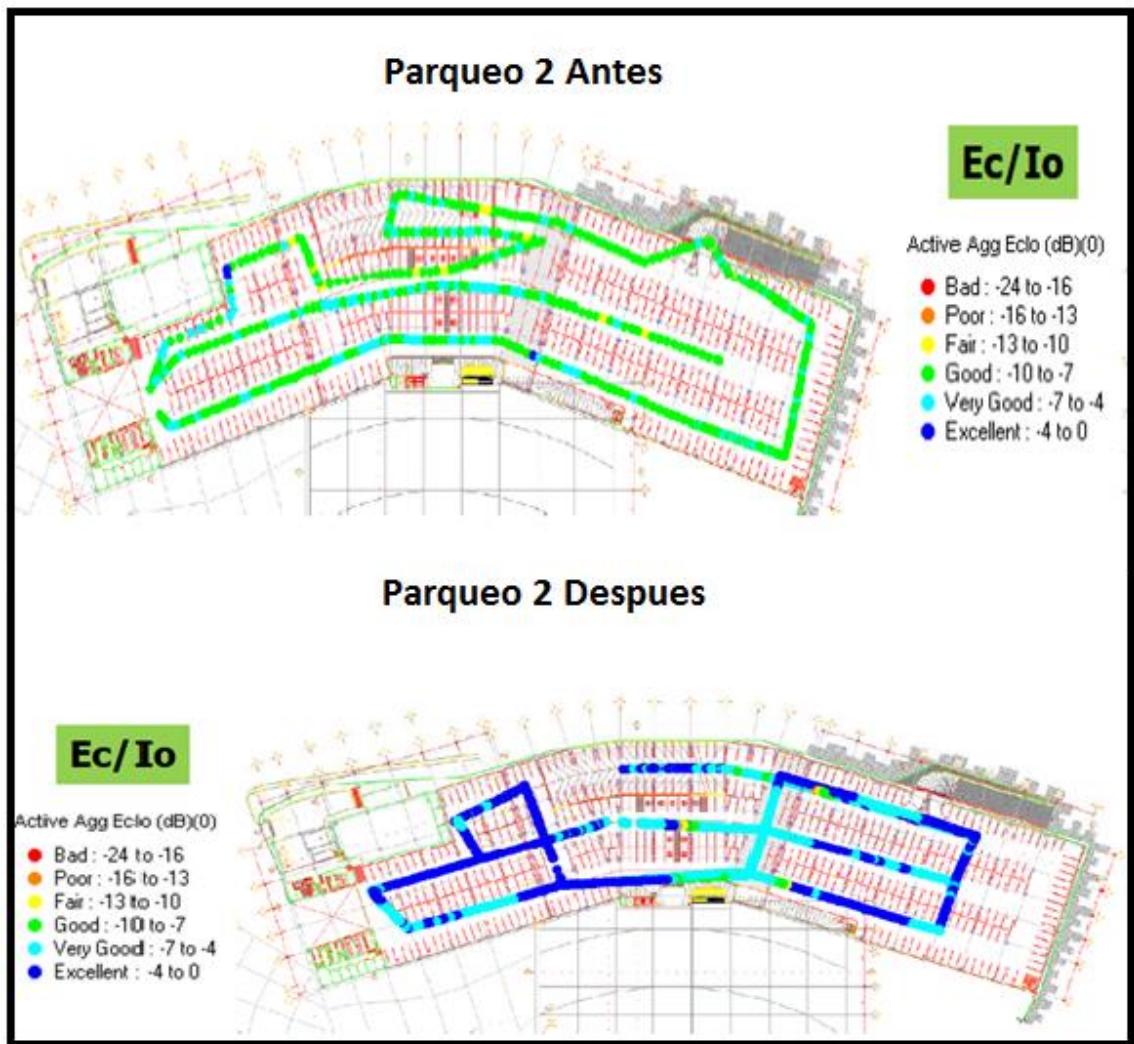 Parqueo 2 Antes
Ec/Io
Active Agg EcIo (dB)(0)
Bad : -24 to -16
Poor : -16 to -13
Fair : -13 to -10
Good : -10 to -7
Very Good : -7 to -4
Excellent : -4 to 0
Parqueo 2 Despues
Ec/Io
Active Agg EcIo (dB)(0)
Bad : -24 to -16
Poor : -16 to -13
Fair : -13 to -10
Good : -10 to -7
Very Good : -7 to -4
Excellent : -4 to 0